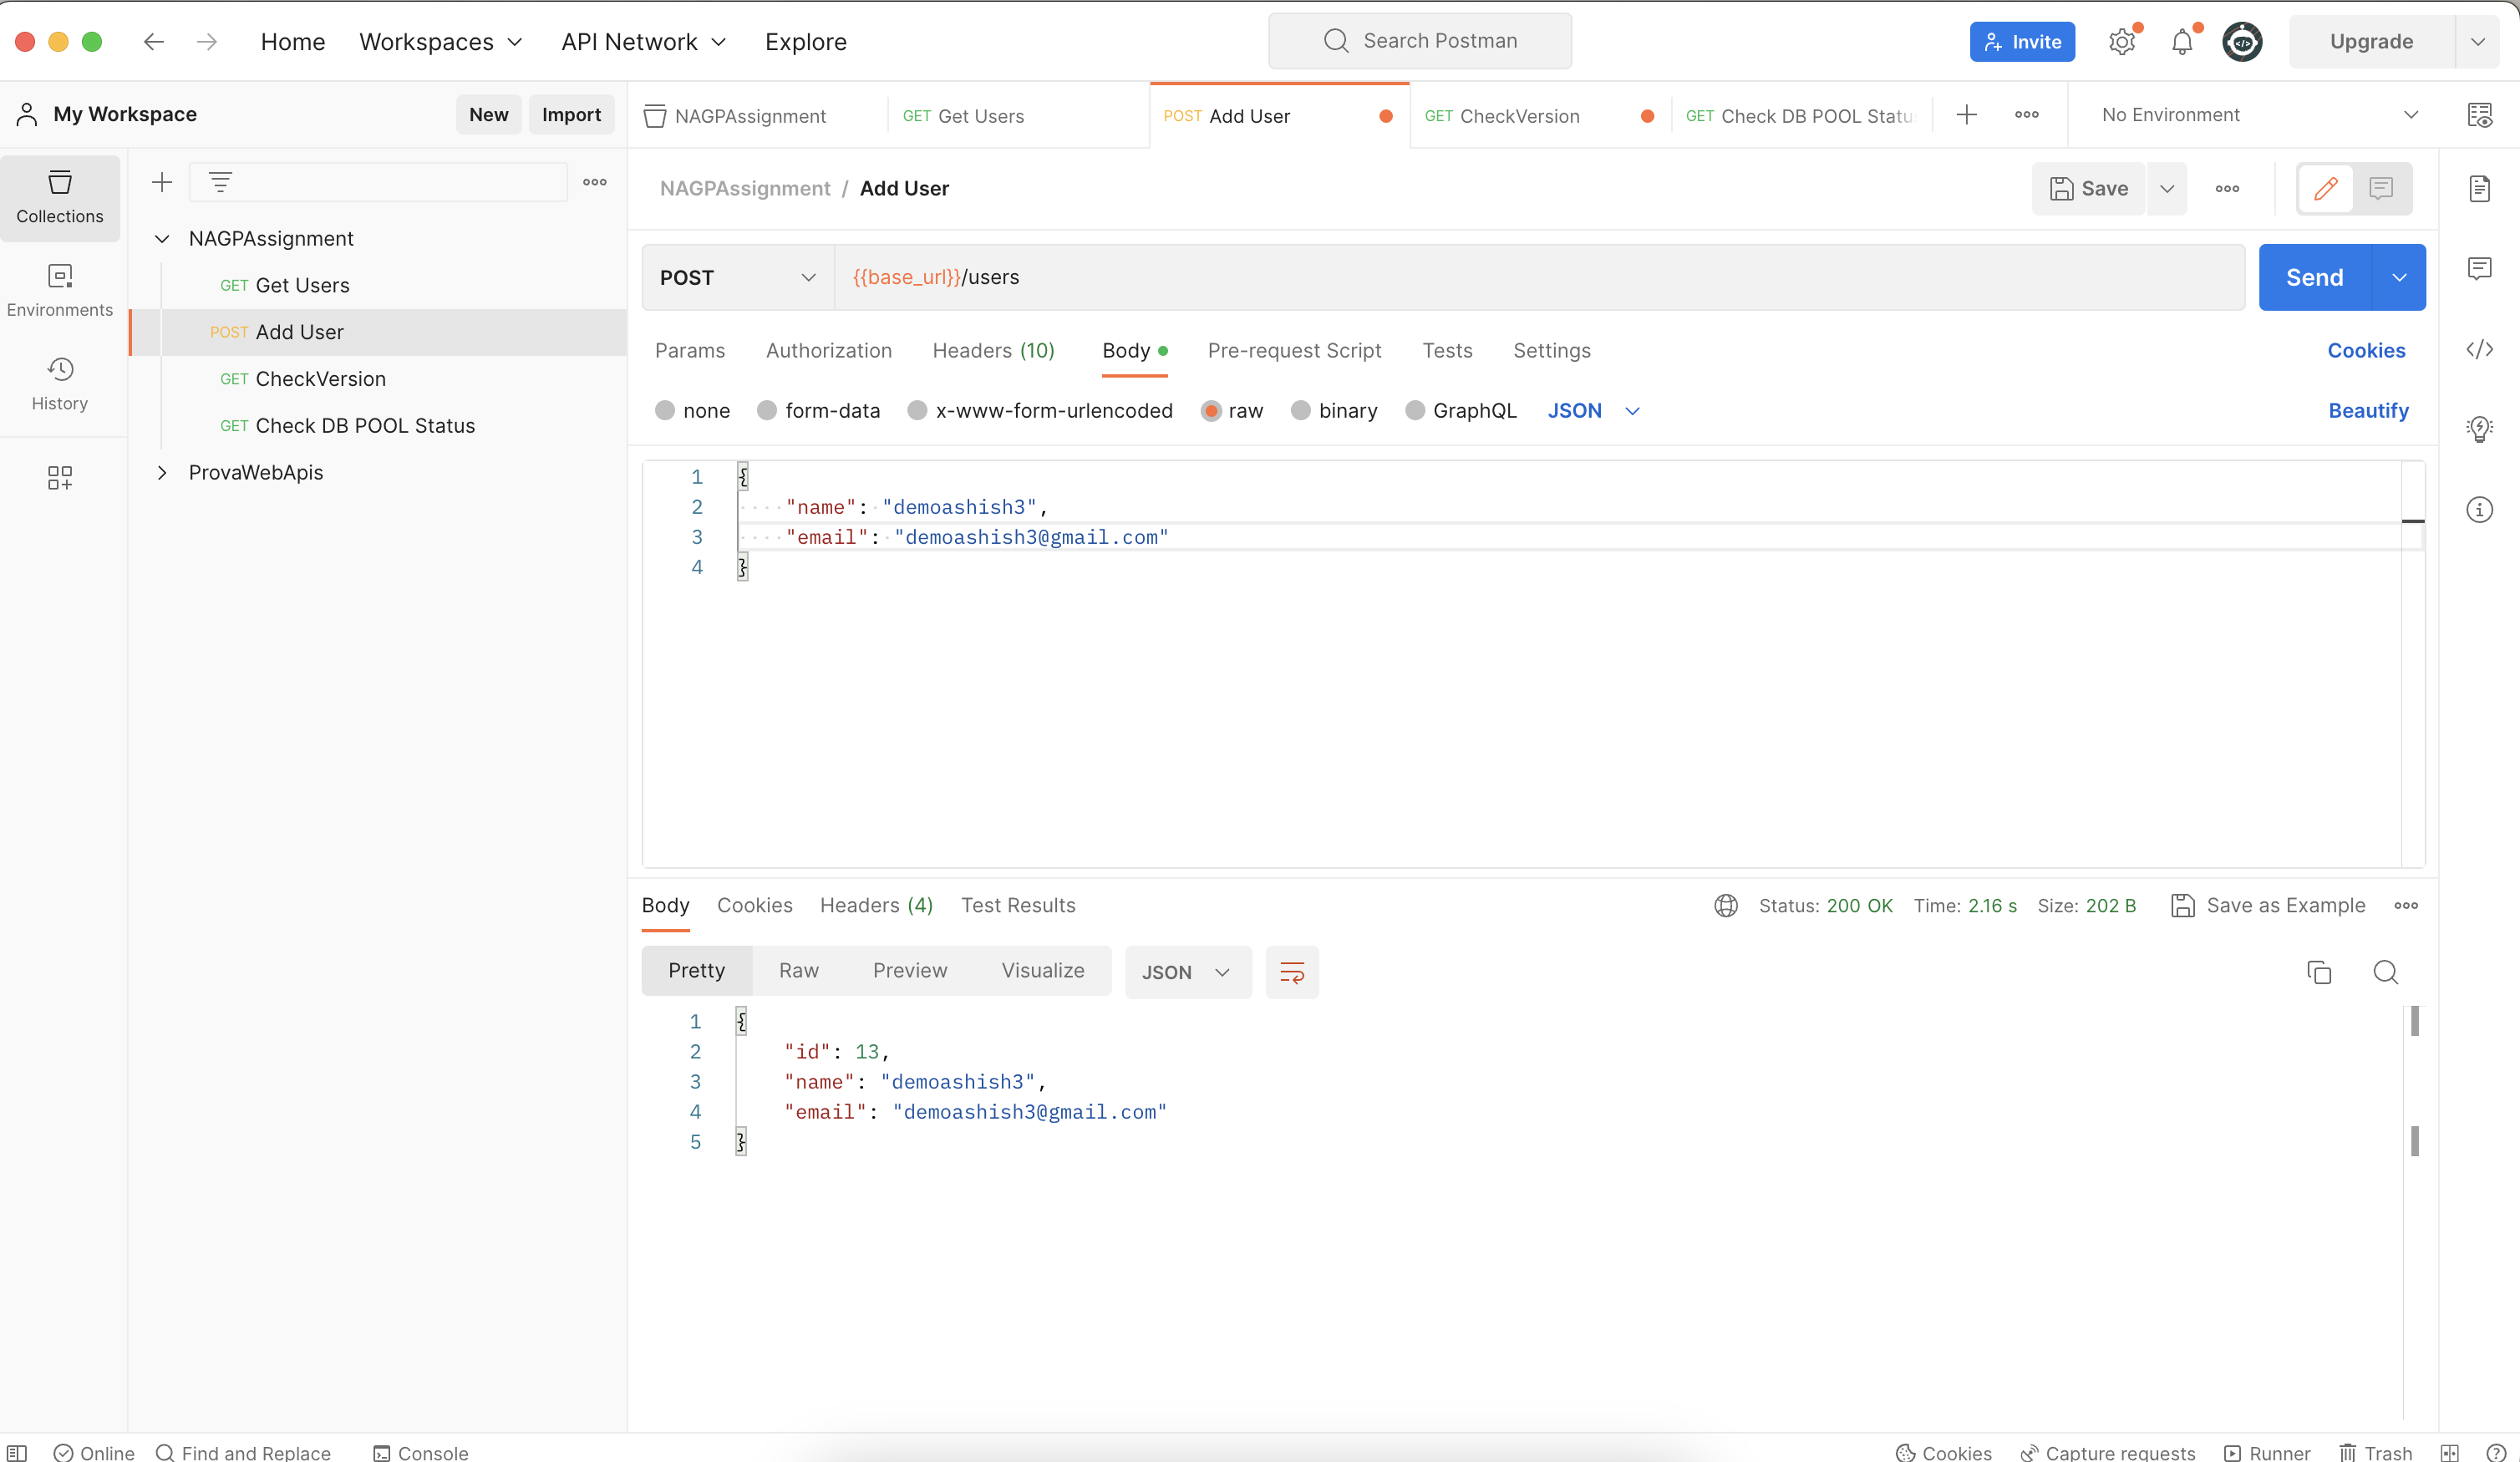 Home Workspaces API Network Explore Search Postman Invite Upgrade
My Workspace New Import NAGPAssignment GET Get Users POST Add User GET CheckVersion GET Check DB POOL Statu No Environment
Collections
Environments
History
NAGPAssignment
GET Get Users
POST Add User
GET CheckVersion
GET Check DB POOL Status
ProvaWebApis
NAGPAssignment / Add User Save
POST {{base_url}}/users Send
Params Authorization Headers (10) Body Pre-request Script Tests Settings Cookies
none form-data x-www-form-urlencoded raw binary GraphQL JSON Beautify
1 {
2 "name": "demoashish3",
3 "email": "demoashish3@gmail.com"
4 }
Body Cookies Headers (4) Test Results Status: 200 OK Time: 2.16 s Size: 202 B Save as Example
Pretty Raw Preview Visualize JSON
1 {
2 "id": 13,
3 "name": "demoashish3",
4 "email": "demoashish3@gmail.com"
5 }
Online Find and Replace Console Cookies Capture requests Runner Trash